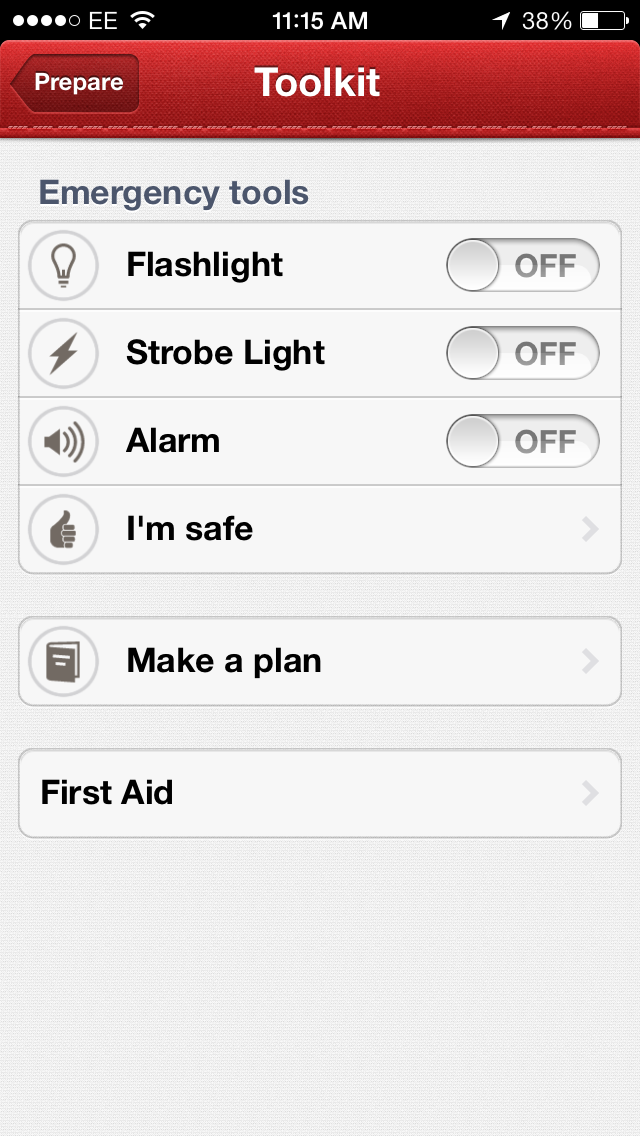 EE 11:15 AM 38%
Prepare Toolkit
Emergency tools
Flashlight OFF
Strobe Light OFF
Alarm OFF
I'm safe
Make a plan
First Aid